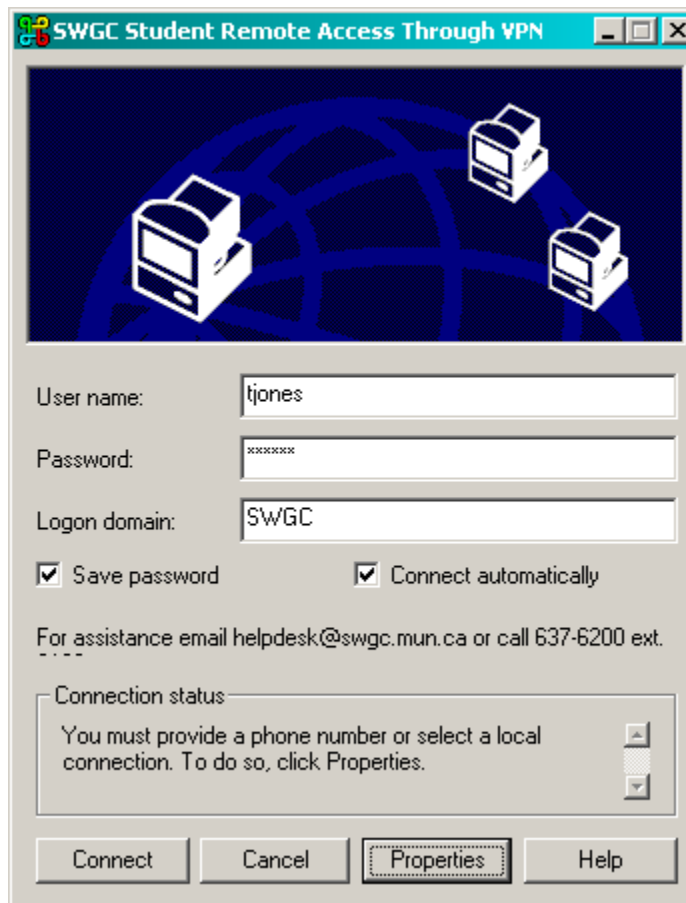 SWGC Student Remote Access Through VPN
User name:
tjones
Password:
******
Logon domain:
SWGC
Save password
Connect automatically
For assistance email helpdesk@swgc.mun.ca or call 637-6200 ext.
Connection status
You must provide a phone number or select a local
connection. To do so, click Properties.
Connect
Cancel
Properties
Help